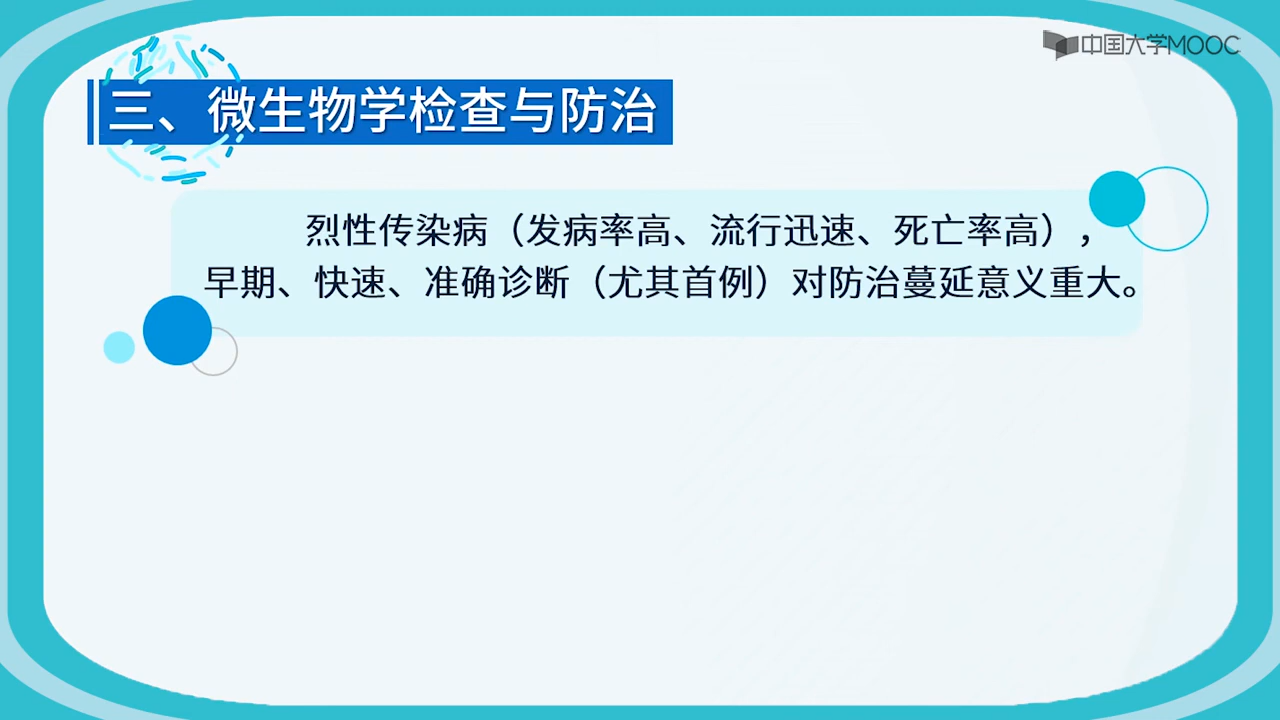 中国大学MOOC
三、微生物学检查与防治
烈性传染病（发病率高、流行迅速、死亡率高），
早期、快速、准确诊断（尤其首例）对防治蔓延意义重大。